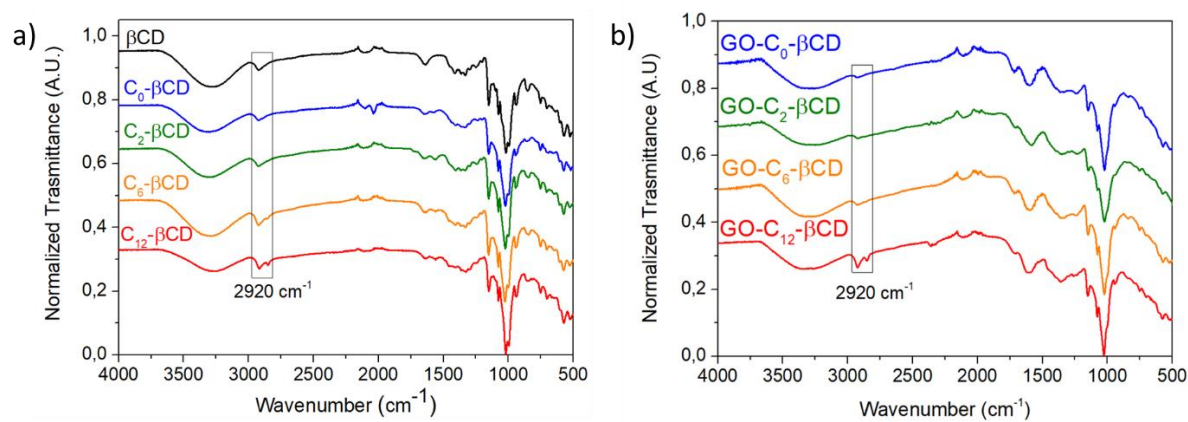 a)
Normalized Trasmittance (A.U.)
1,0
0,8
0,6
0,4
0,2
0,0
βCD
C0-βCD
C2-βCD
C6-βCD
C12-βCD
2920 cm-1
4000 3500 3000 2500 2000 1500 1000 500
Wavenumber (cm-1)
b)
Normalized Trasmittance (A.U)
1,0
0,8
0,6
0,4
0,2
0,0
GO-C0-βCD
GO-C2-βCD
GO-C6-βCD
GO-C12-βCD
2920 cm-1
4000 3500 3000 2500 2000 1500 1000 500
Wavenumber (cm-1)